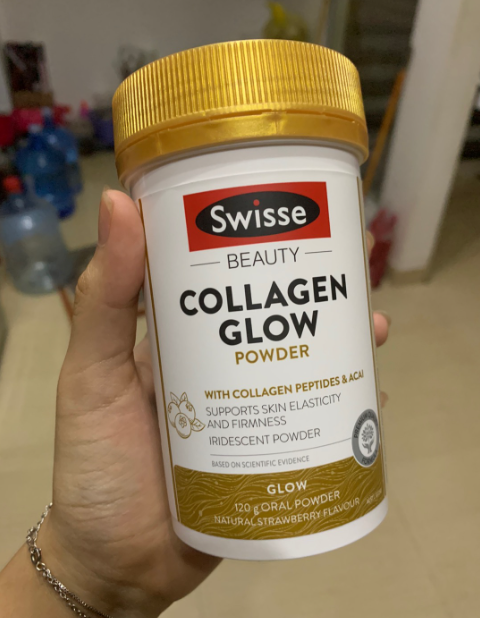 Swisse
BEAUTY
COLLAGEN
GLOW
POWDER
WITH COLLAGEN PEPTIDES & ACAI
SUPPORTS SKIN ELASTICITY
AND FIRMNESS
IRIDESCENT POWDER
BASED ON SCIENTIFIC EVIDENCE
GLOW
120 g ORAL POWDER
NATURAL STRAWBERRY FLAVOUR